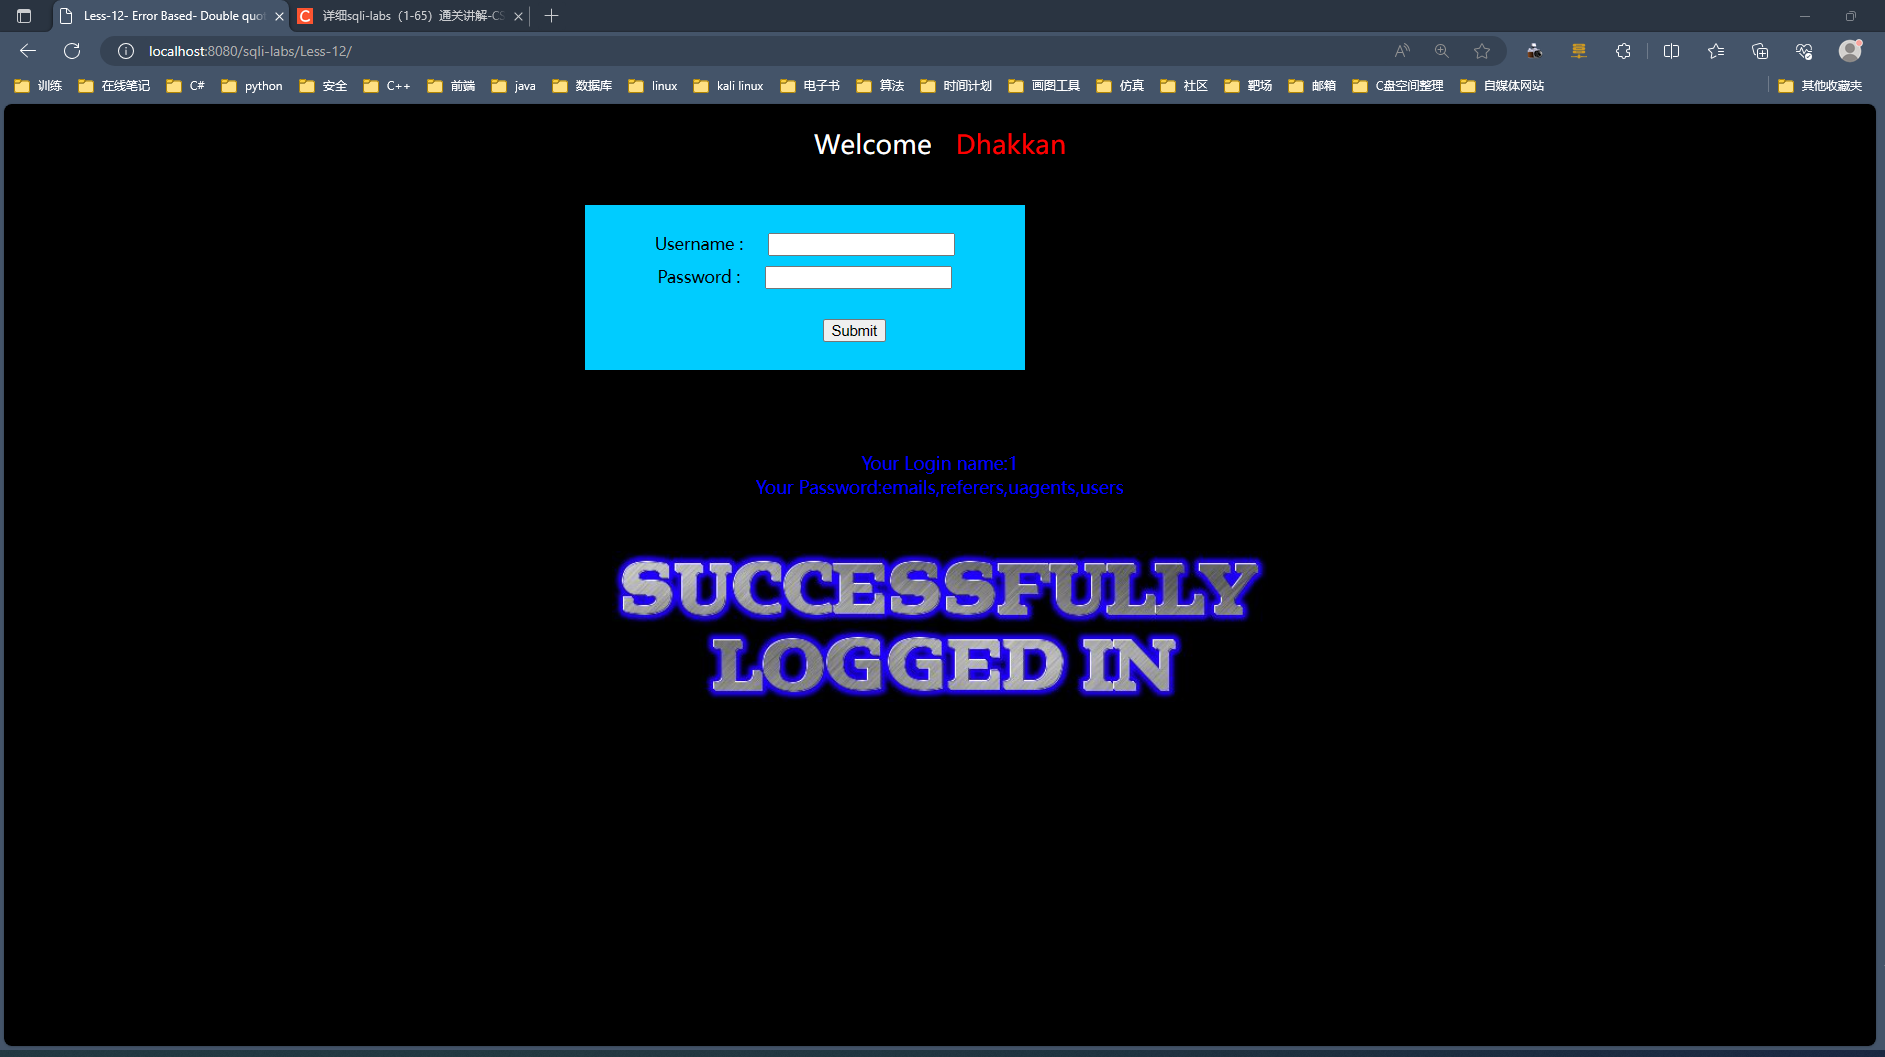 Less-12- Error Based- Double quot
详细sqli-labs（1-65）通关讲解-CS
localhost:8080/sqli-labs/Less-12/
训练 在线笔记 C# python 安全 C++ 前端 java 数据库 linux kali linux 电子书 算法 时间计划 画图工具 仿真 社区 靶场 邮箱 C盘空间整理 自媒体网站 其他收藏夹
Welcome Dhakkan
Username :
Password :
Submit
Your Login name:1
Your Password:emails,referers,uagents,users
SUCCESSFULLY
LOGGED IN